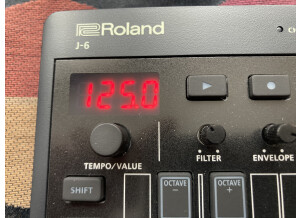 Roland
J-6
125.0
TEMPO/VALUE
FILTER
ENVELOPE
SHIFT
OCTAVE
-
OCTAVE
+